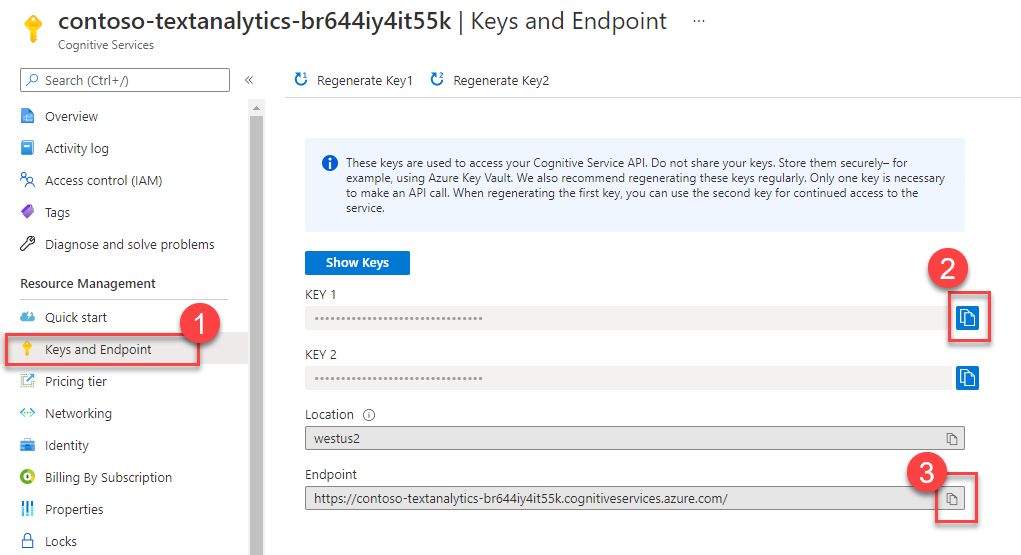 contoso-textanalytics-br644iy4it55k | Keys and Endpoint ...
Cognitive Services
Search (Ctrl+/)
«
Overview
Activity log
Access control (IAM)
Tags
Diagnose and solve problems
Resource Management
Quick start
1
Keys and Endpoint
Pricing tier
Networking
Identity
Billing By Subscription
Properties
Locks
Regenerate Key1
Regenerate Key2
These keys are used to access your Cognitive Service API. Do not share your keys. Store them securely– for
example, using Azure Key Vault. We also recommend regenerating these keys regularly. Only one key is necessary
to make an API call. When regenerating the first key, you can use the second key for continued access to the
service.
Show Keys
2
KEY 1
••••••••••••••••••••••••••••••••
KEY 2
••••••••••••••••••••••••••••••••
Location
westus2
3
Endpoint
https://contoso-textanalytics-br644iy4it55k.cognitiveservices.azure.com/